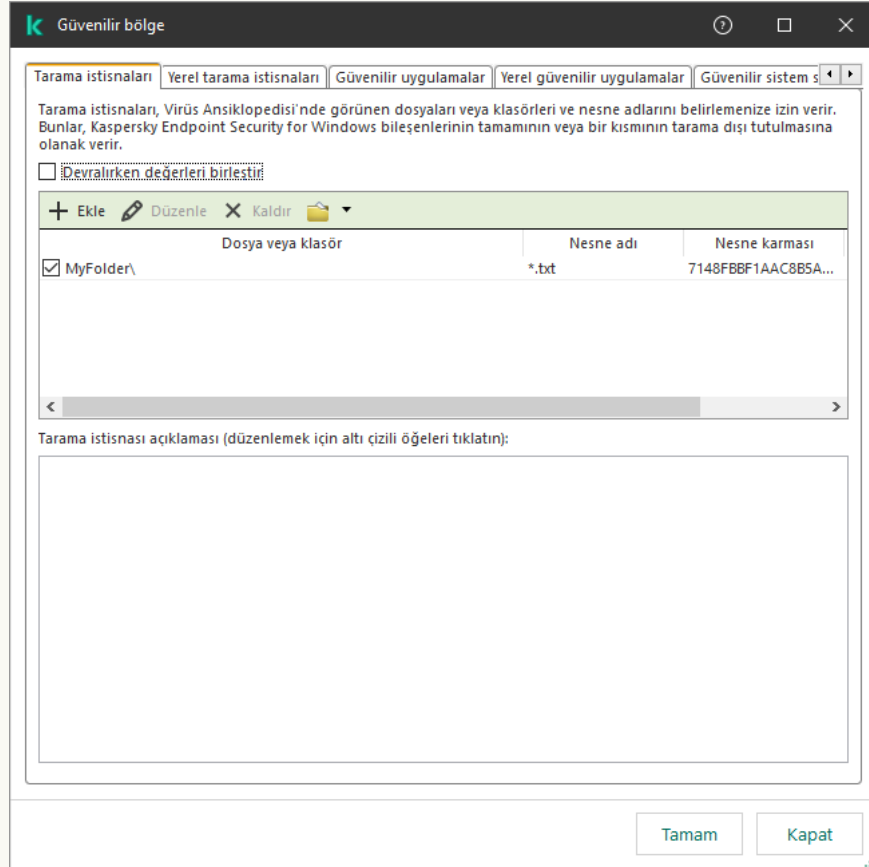 Güvenilir bölge
Tarama istisnaları
Yerel tarama istisnaları
Güvenilir uygulamalar
Yerel güvenilir uygulamalar
Güvenilir sistem s
Tarama istisnaları, Virüs Ansiklopedisi'nde görünen dosyaları veya klasörleri ve nesne adlarını belirlemenize izin verir.
Bunlar, Kaspersky Endpoint Security for Windows bileşenlerinin tamamının veya bir kısmının tarama dışı tutulmasına
olanak verir.
Devralırken değerleri birleştir
Ekle Düzenle Kaldır
Dosya veya klasör Nesne adı Nesne karması
MyFolder\ *.txt 7148FBBF1AAC8B5A...
Tarama istisnası açıklaması (düzenlemek için altı çizili öğeleri tıklatın):
Tamam Kapat